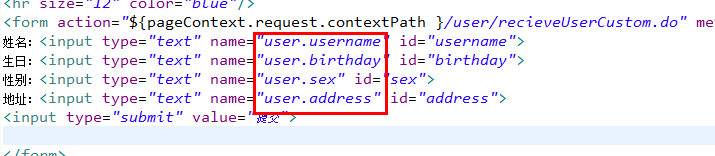 <hr size="12" color="blue"/>
<form action="${pageContext.request.contextPath }/user/recieveUserCustom.do" me
姓名：<input type="text" name="user.username" id="username">
生日：<input type="text" name="user.birthday" id="birthday">
性别：<input type="text" name="user.sex" id="sex">
地址：<input type="text" name="user.address" id="address">
<input type="submit" value="提交">
</form>